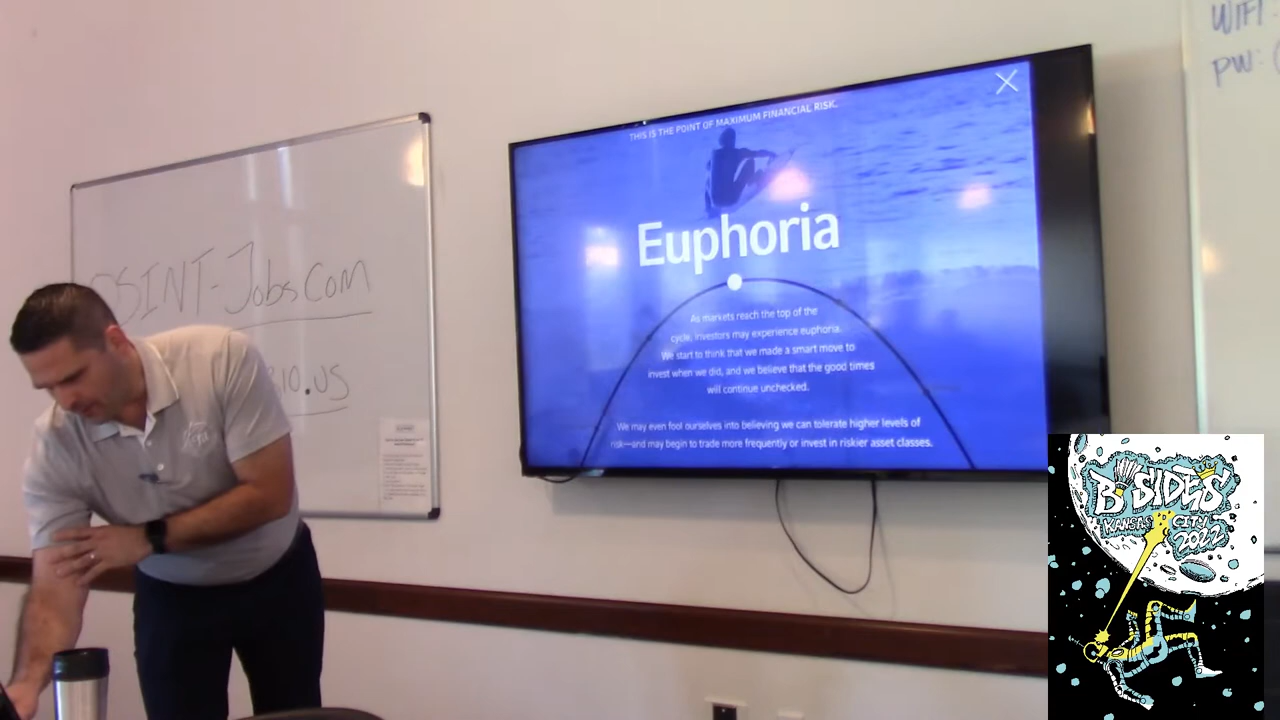 OSINT-Jobs.Com
10.US
THIS IS THE POINT OF MAXIMUM FINANCIAL RISK.
Euphoria
As markets reach the top of the
cycle, investors may experience euphoria.
We start to think that we made a smart move to
invest when we did, and we believe that the good times
will continue unchecked.
We may even fool ourselves into believing we can tolerate higher levels of
risk—and may begin to trade more frequently or invest in riskier asset classes.
WIFI:
PW:
BSIDES
KANSAS CITY
2022